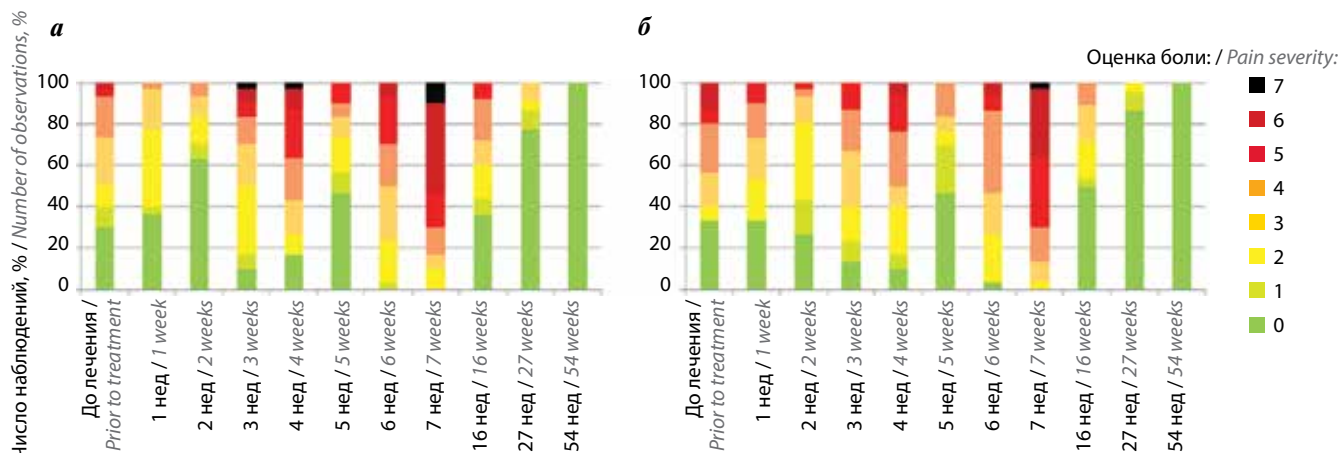 а
б
Число наблюдений, % / Number of observations, %
100
80
60
40
20
0
До лечения /
Prior to treatment
1 нед / 1 week
2 нед / 2 weeks
3 нед / 3 weeks
4 нед / 4 weeks
5 нед / 5 weeks
6 нед / 6 weeks
7 нед / 7 weeks
16 нед / 16 weeks
27 нед / 27 weeks
54 нед / 54 weeks
100
80
60
40
20
0
До лечения /
Prior to treatment
1 нед / 1 week
2 нед / 2 weeks
3 нед / 3 weeks
4 нед / 4 weeks
5 нед / 5 weeks
6 нед / 6 weeks
7 нед / 7 weeks
16 нед / 16 weeks
27 нед / 27 weeks
54 нед / 54 weeks
Оценка боли: / Pain severity:
7
6
5
4
3
2
1
0